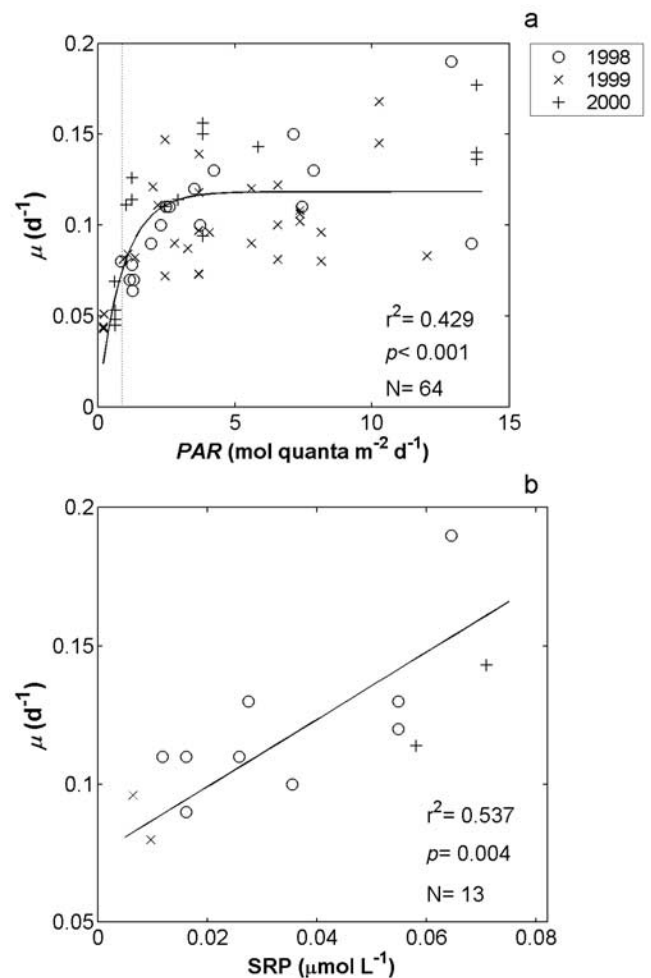 a
0.2
0.15
0.1
0.05
0
μ (d⁻¹)
0 5 10 15
PAR (mol quanta m⁻² d⁻¹)
r²= 0.429
p< 0.001
N= 64
1998
1999
2000
b
0.2
0.15
0.1
0.05
μ (d⁻¹)
0 0.02 0.04 0.06 0.08
SRP (μmol L⁻¹)
r²= 0.537
p= 0.004
N= 13